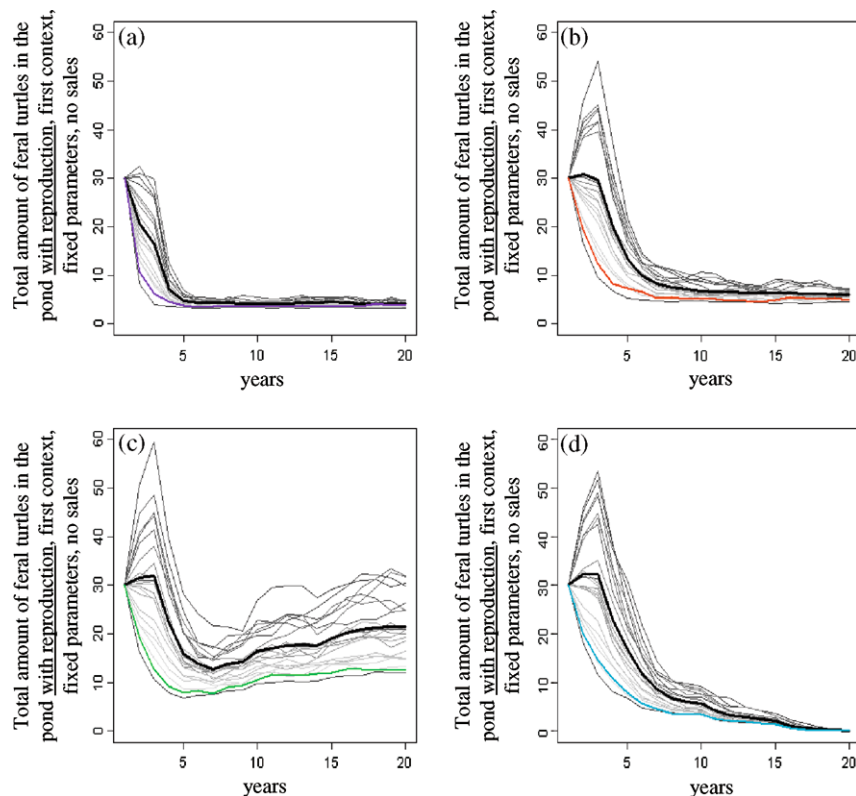 Total amount of feral turtles in the
pond with reproduction, first context,
fixed parameters, no sales
(a)
60
50
40
30
20
10
0
5
10
15
20
years
Total amount of feral turtles in the
pond with reproduction, first context,
fixed parameters, no sales
(b)
60
50
40
30
20
10
0
5
10
15
20
years
Total amount of feral turtles in the
pond with reproduction, first context,
fixed parameters, no sales
(c)
60
50
40
30
20
10
0
5
10
15
20
years
Total amount of feral turtles in the
pond with reproduction, first context,
fixed parameters, no sales
(d)
60
50
40
30
20
10
0
5
10
15
20
years